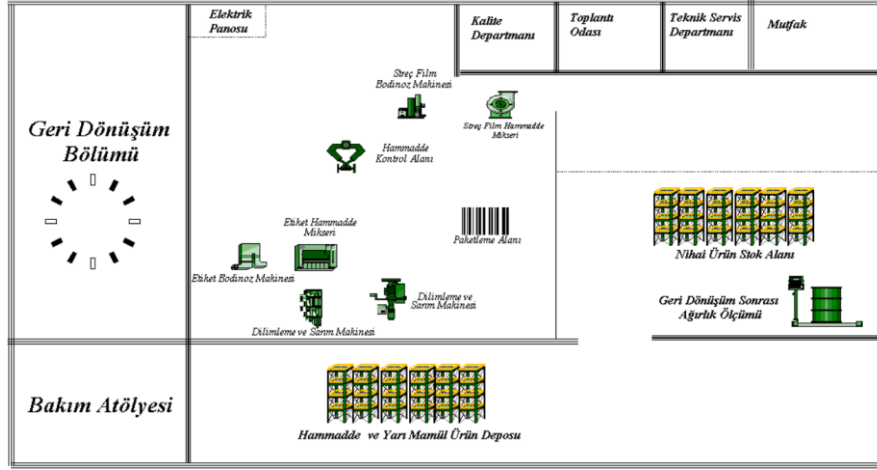 Elektrik
Panosu
Kalite
Departmanı
Toplantı
Odası
Teknik Servis
Departmanı
Mutfak
Streç Film
Bodinoz Makinesi
Streç Film Hammadde
Mikseri
Geri Dönüşüm
Bölümü
Hammadde
Kontrol Alanı
Etiket Hammadde
Mikseri
Paketleme Alanı
Nihai Ürün Stok Alanı
Etiket Bodinoz Makinesi
Dilimleme ve
Sarım Makinesi
Geri Dönüşüm Sonrası
Ağırlık Ölçümü
Dilimleme ve Sarım Makinesi
Bakım Atölyesi
Hammadde ve Yarı Mamül Ürün Deposu